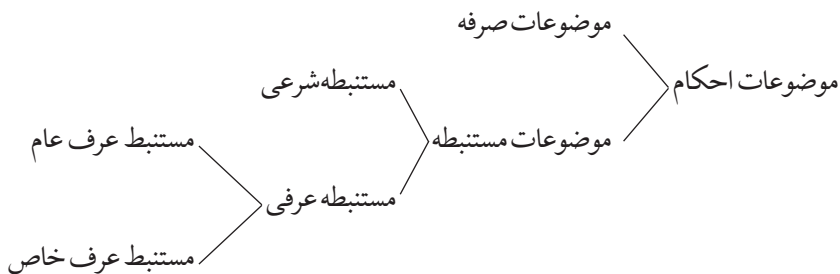 موضوعات صرفه
موضوعات احکام
مستنبطه شرعی
موضوعات مستنبطه
مستنبط عرف عام
مستنبطه عرفی
مستنبط عرف خاص